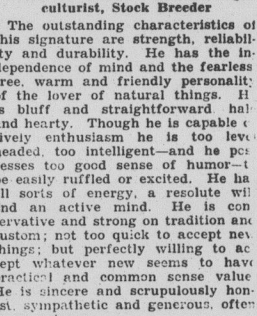 culturist, Stock Breeder
The outstanding characteristics of
his signature are strength, reliabil-
ty and durability. He has the in-
dependence of mind and the fearless
free, warm and friendly personality
of the lover of natural things. H
s bluff and straightforward hal
nd hearty. Though he is capable o
ively enthusiasm he is too leve
headed, too intelligent—and he pos
esses too good sense of humor—t
be easily ruffled or excited. He ha
ll sorts of energy, a resolute wil
nd an active mind. He is con
ervative and strong on tradition and
ustom; not too quick to accept new
hings; but perfectly willing to ac
ept whatever new seems to have
ractical and common sense value
He is sincere and scrupulously hon-
st, sympathetic and generous, often